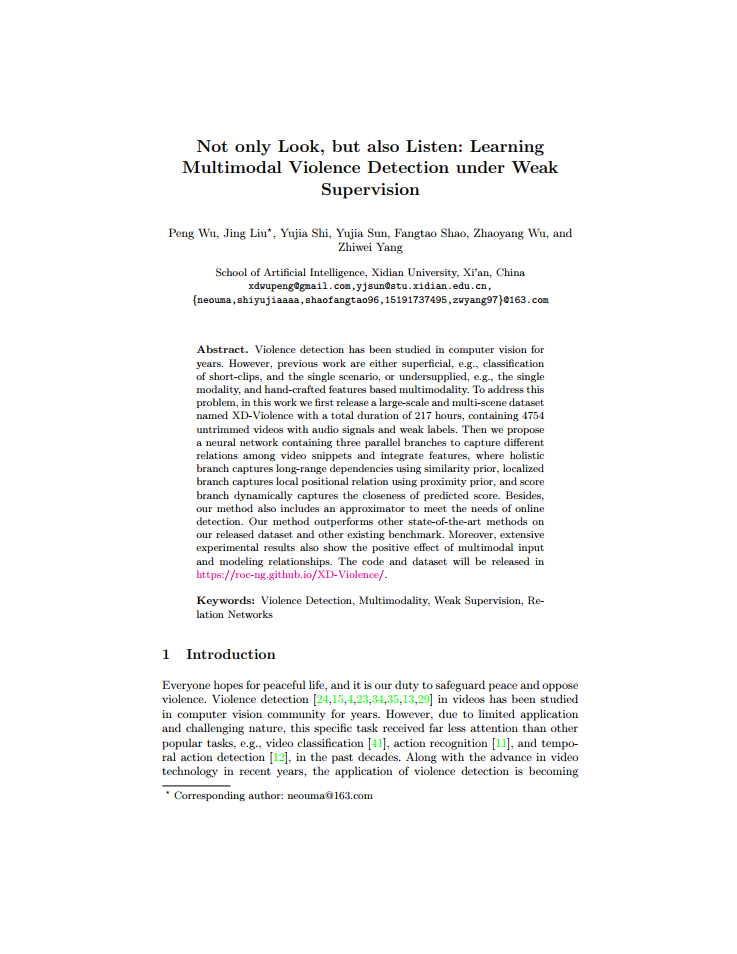 Not only Look, but also Listen: Learning
Multimodal Violence Detection under Weak
Supervision
Peng Wu, Jing Liu⋆, Yujia Shi, Yujia Sun, Fangtao Shao, Zhaoyang Wu, and
Zhiwei Yang
School of Artificial Intelligence, Xidian University, Xi'an, China
xdwupeng@gmail.com,yjsun@stu.xidian.edu.cn,
{neouma,shiyujiaaaa,shaofangtao96,15191737495,zwyang97}@163.com
Abstract. Violence detection has been studied in computer vision for
years. However, previous work are either superficial, e.g., classification
of short-clips, and the single scenario, or undersupplied, e.g., the single
modality, and hand-crafted features based multimodality. To address this
problem, in this work we first release a large-scale and multi-scene dataset
named XD-Violence with a total duration of 217 hours, containing 4754
untrimmed videos with audio signals and weak labels. Then we propose
a neural network containing three parallel branches to capture different
relations among video snippets and integrate features, where holistic
branch captures long-range dependencies using similarity prior, localized
branch captures local positional relation using proximity prior, and score
branch dynamically captures the closeness of predicted score. Besides,
our method also includes an approximator to meet the needs of online
detection. Our method outperforms other state-of-the-art methods on
our released dataset and other existing benchmark. Moreover, extensive
experimental results also show the positive effect of multimodal input
and modeling relationships. The code and dataset will be released in
https://roc-ng.github.io/XD-Violence/.
Keywords: Violence Detection, Multimodality, Weak Supervision, Re-
lation Networks
1 Introduction
Everyone hopes for peaceful life, and it is our duty to safeguard peace and oppose
violence. Violence detection [24,15,4,23,34,35,13,29] in videos has been studied
in computer vision community for years. However, due to limited application
and challenging nature, this specific task received far less attention than other
popular tasks, e.g., video classification [41], action recognition [11], and tempo-
ral action detection [12], in the past decades. Along with the advance in video
technology in recent years, the application of violence detection is becoming
⋆ Corresponding author: neouma@163.com